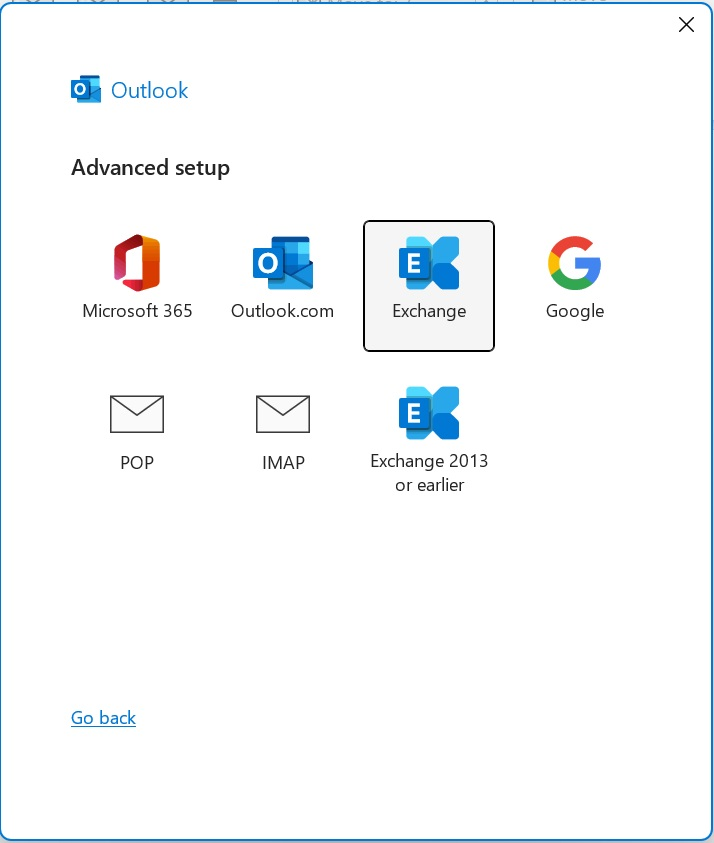 Outlook
Advanced setup
Microsoft 365
Outlook.com
Exchange
Google
POP
IMAP
Exchange 2013
or earlier
Go back